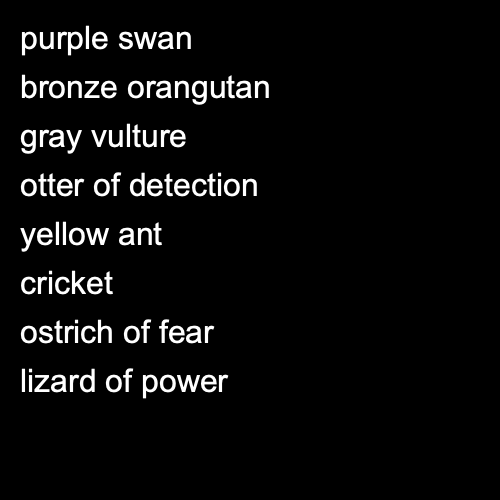 purple swan
bronze orangutan
gray vulture
otter of detection
yellow ant
cricket
ostrich of fear
lizard of power